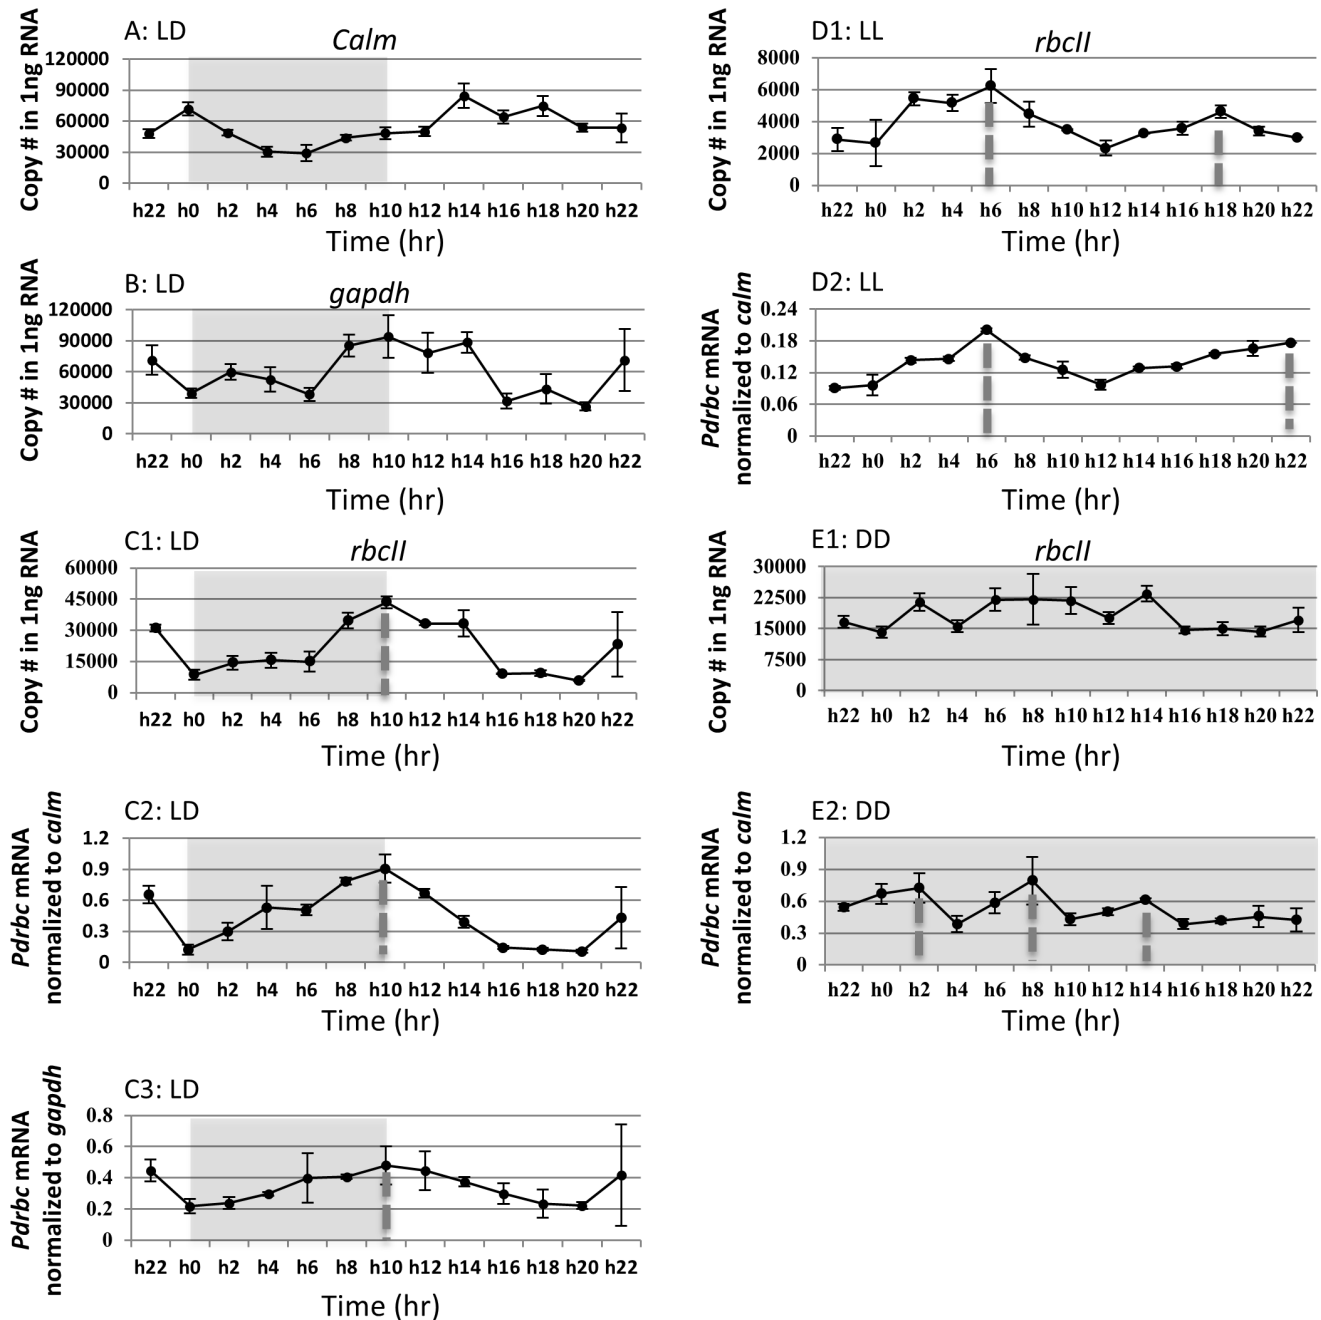 A: LD
Calm
Copy # in 1ng RNA
120000
90000
60000
30000
0
h22 h0 h2 h4 h6 h8 h10 h12 h14 h16 h18 h20 h22
Time (hr)
B: LD
gapdh
Copy # in 1ng RNA
120000
90000
60000
30000
0
h22 h0 h2 h4 h6 h8 h10 h12 h14 h16 h18 h20 h22
Time (hr)
C1: LD
rbcII
Copy # in 1ng RNA
60000
45000
30000
15000
0
h22 h0 h2 h4 h6 h8 h10 h12 h14 h16 h18 h20 h22
Time (hr)
C2: LD
Pdrbc mRNA
normalized to calm
1.2
0.9
0.6
0.3
0
h22 h0 h2 h4 h6 h8 h10 h12 h14 h16 h18 h20 h22
Time (hr)
C3: LD
Pdrbc mRNA
normalized to gapdh
0.8
0.6
0.4
0.2
0
h22 h0 h2 h4 h6 h8 h10 h12 h14 h16 h18 h20 h22
Time (hr)
D1: LL
rbcII
Copy # in 1ng RNA
8000
6000
4000
2000
0
h22 h0 h2 h4 h6 h8 h10 h12 h14 h16 h18 h20 h22
Time (hr)
D2: LL
Pdrbc mRNA
normalized to calm
0.24
0.18
0.12
0.06
0
h22 h0 h2 h4 h6 h8 h10 h12 h14 h16 h18 h20 h22
Time (hr)
E1: DD
rbcII
Copy # in 1ng RNA
30000
22500
15000
7500
0
h22 h0 h2 h4 h6 h8 h10 h12 h14 h16 h18 h20 h22
Time (hr)
E2: DD
Pdrbc mRNA
normalized to calm
1.2
0.9
0.6
0.3
0
h22 h0 h2 h4 h6 h8 h10 h12 h14 h16 h18 h20 h22
Time (hr)